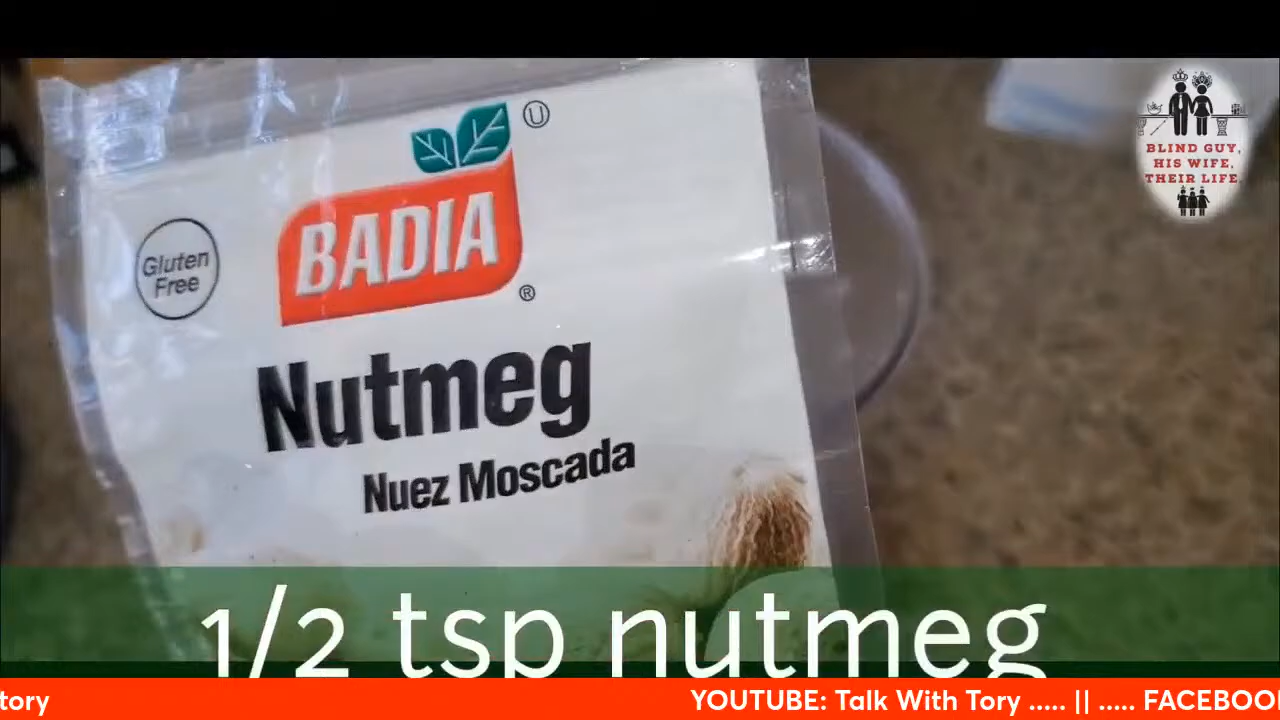 BADIA
U
®
Gluten
Free
Nutmeg
Nuez Moscada
BLIND GUY,
HIS WIFE,
THEIR LIFE.
1/2 tsp nutmeg
tory YOUTUBE: Talk With Tory ..... || ..... FACEBOO